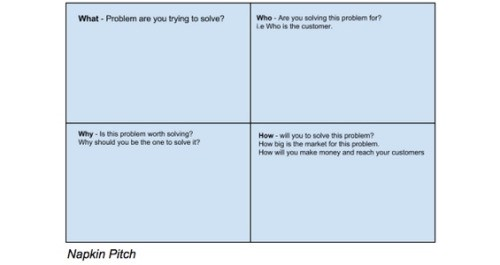 What - Problem are you trying to solve?
Who - Are you solving this problem for?
i.e Who is the customer.
Why - Is this problem worth solving?
Why should you be the one to solve it?
How - will you to solve this problem?
How big is the market for this problem.
How will you make money and reach your customers
Napkin Pitch